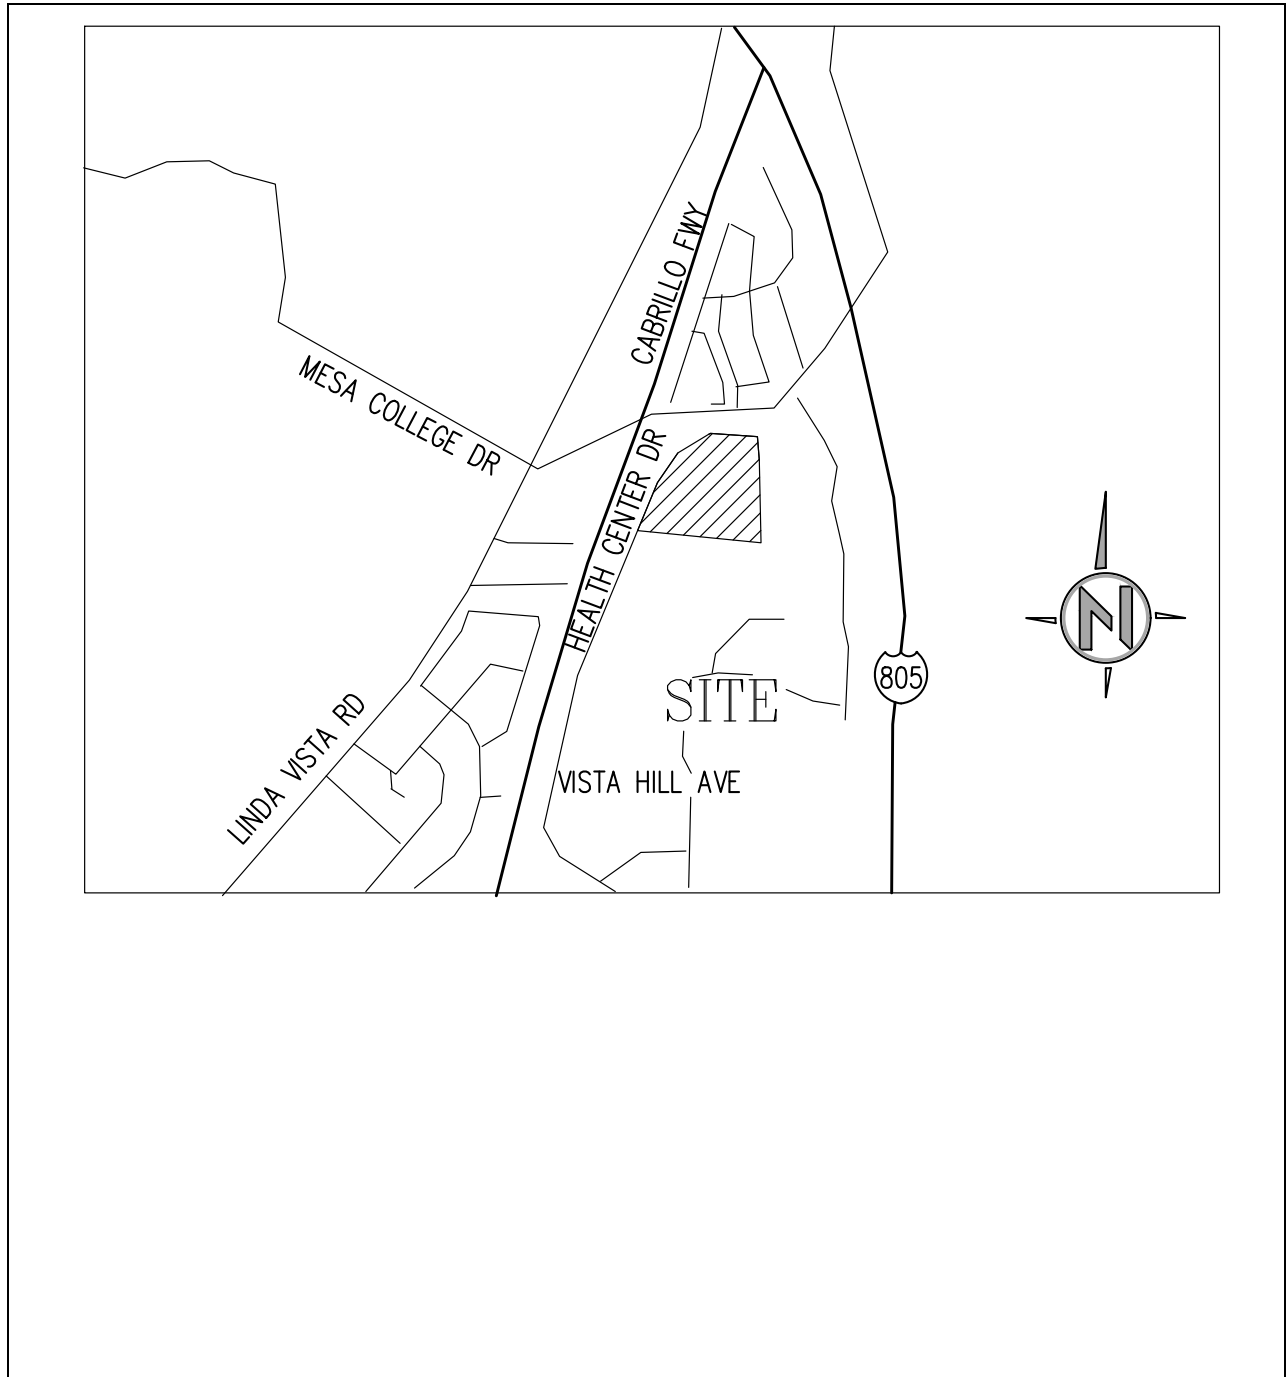 CABRILLO FWY
MESA COLLEGE DR
HEALTH CENTER DR
N
805
SITE
LINDA VISTA RD
VISTA HILL AVE